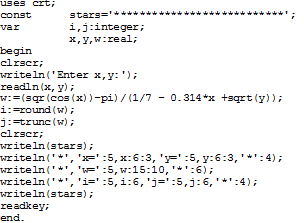 uses crt;
const stars='***************************';
var i,j:integer;
x,y,w:real;
begin
clrscr;
writeln('Enter x,y:');
readln(x,y);
w:=(sqr(cos(x))-pi)/(1/7 - 0.314*x +sqrt(y));
i:=round(w);
j:=trunc(w);
clrscr;
writeln(stars);
writeln('*','x=':5,x:6:3,'y=':5,y:6:3,'*':4);
writeln('*','w=':5,w:15:10,'*':6);
writeln('*','i=':5,i:6,'j=':5,j:6,'*':4);
writeln(stars);
readkey;
end.